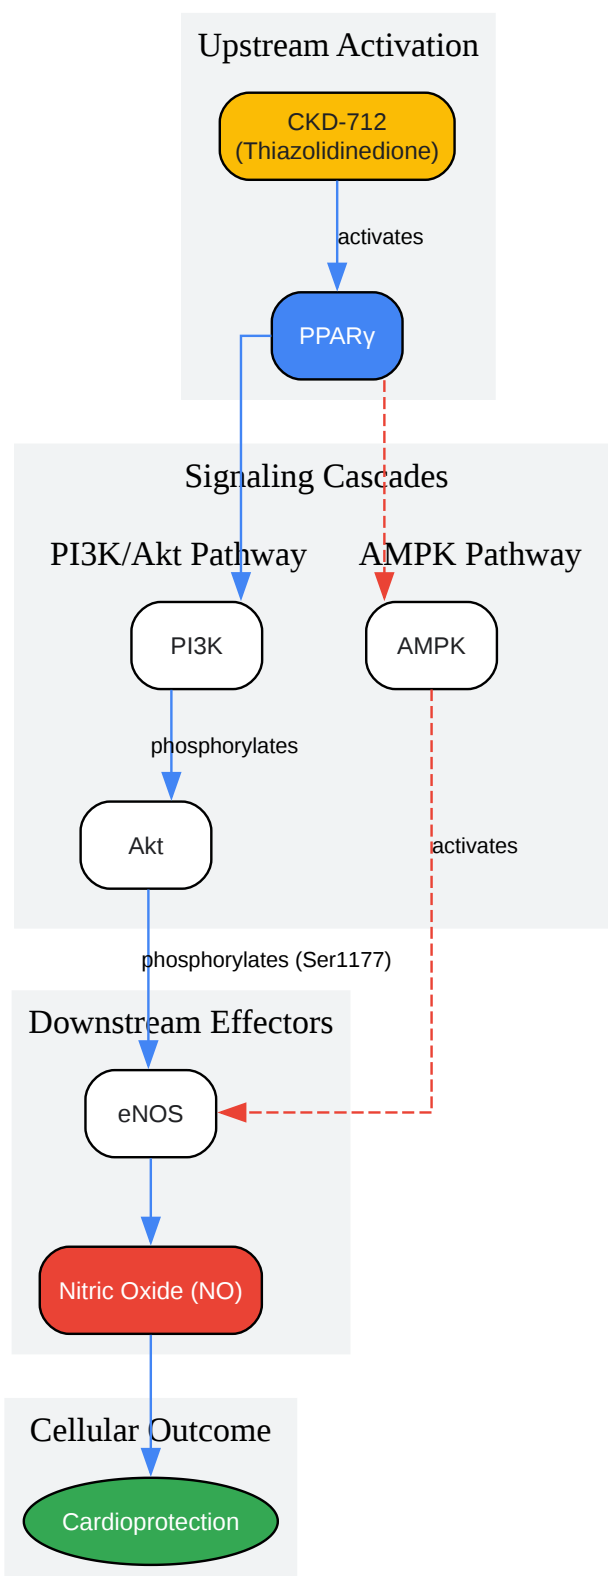 Upstream Activation
CKD-712
(Thiazolidinedione)
activates
PPARγ
Signaling Cascades
PI3K/Akt Pathway
AMPK Pathway
PI3K
AMPK
phosphorylates
Akt
activates
phosphorylates (Ser1177)
Downstream Effectors
eNOS
Nitric Oxide (NO)
Cellular Outcome
Cardioprotection